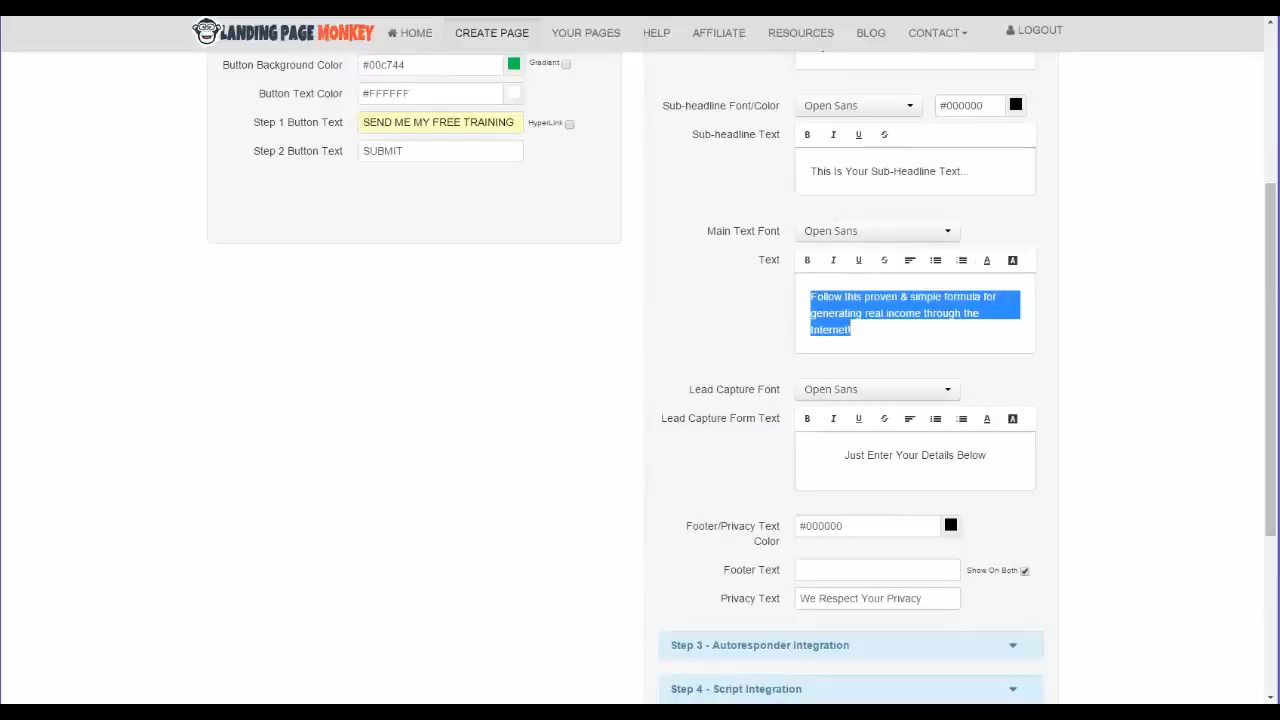 LANDING PAGE MONKEY
HOME
CREATE PAGE
YOUR PAGES
HELP
AFFILIATE
RESOURCES
BLOG
CONTACT
LOGOUT
Button Background Color
#00c744
Gradient
Button Text Color
#FFFFFF
Step 1 Button Text
SEND ME MY FREE TRAINING
HyperLink
Step 2 Button Text
SUBMIT
Sub-headline Font/Color
Open Sans
#000000
Sub-headline Text
B I U S
This Is Your Sub-Headline Text...
Main Text Font
Open Sans
Text
B I U S A A
Follow this proven & simple formula for
generating real income through the
Internet!
Lead Capture Font
Open Sans
Lead Capture Form Text
B I U S A A
Just Enter Your Details Below
Footer/Privacy Text
Color
#000000
Footer Text
Show On Both
Privacy Text
We Respect Your Privacy
Step 3 - Autoresponder Integration
Step 4 - Script Integration